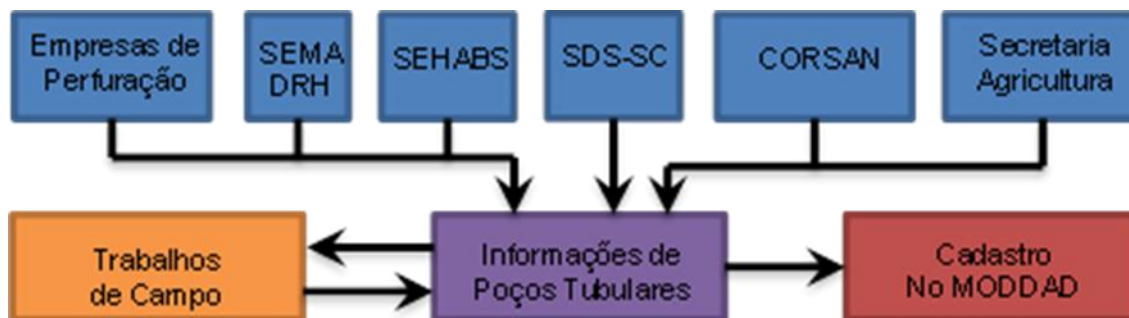 Empresas de
Perfuração
SEMA
DRH
SEHABS
SDS-SC
CORSAN
Secretaria
Agricultura
Trabalhos
de Campo
Informações de
Poços Tubulares
Cadastro
No MODDAD